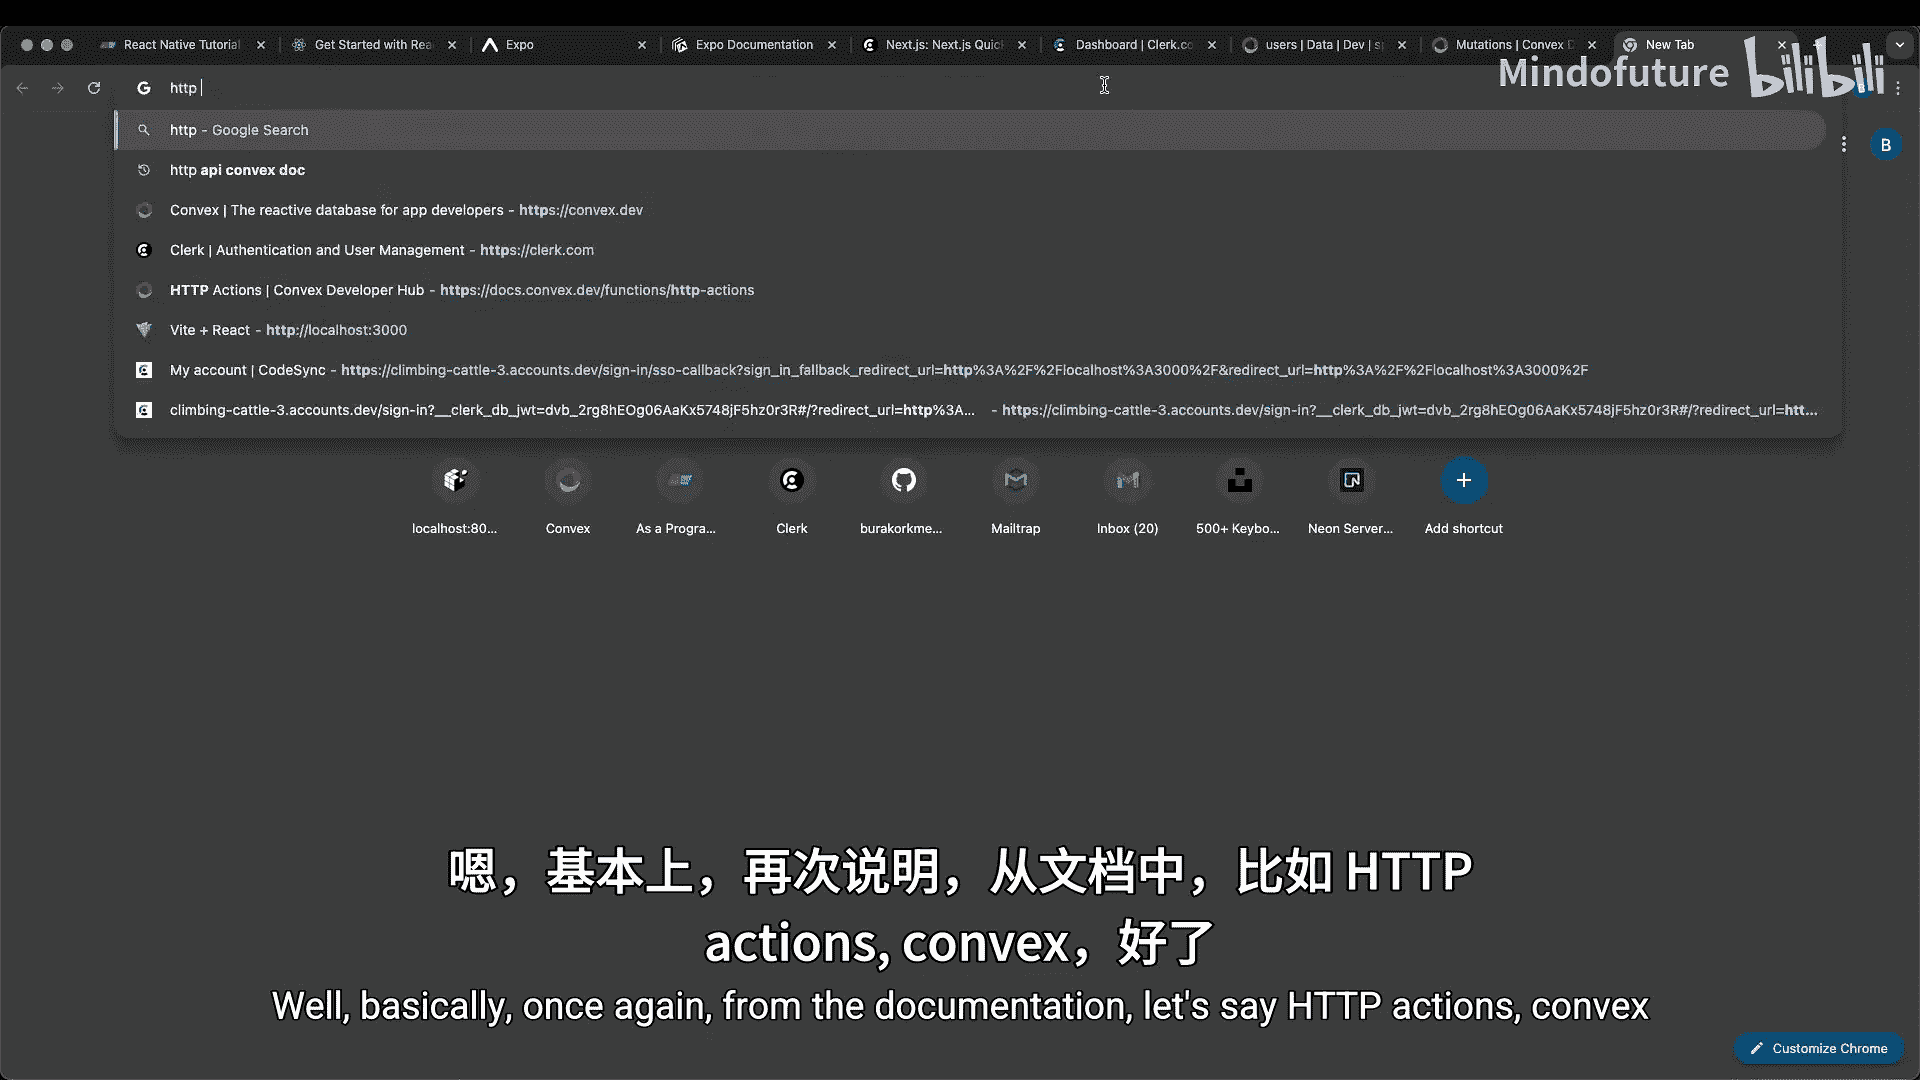 React Native Tutorial
Get Started with Rea
Expo
Expo Documentation
Next.js: Next.js Quic
Dashboard | Clerk.co
users | Data | Dev | s
Mutations | Convex D
New Tab
Mindofuture bilibili
http
http - Google Search
http api convex doc
Convex | The reactive database for app developers - https://convex.dev
B
Clerk | Authentication and User Management - https://clerk.com
HTTP Actions | Convex Developer Hub - https://docs.convex.dev/functions/http-actions
Vite + React - http://localhost:3000
My account | CodeSync - https://climbing-cattle-3.accounts.dev/sign-in/sso-callback?sign_in_fallback_redirect_url=http%3A%2F%2Flocalhost%3A3000%2F&redirect_url=http%3A%2F%2Flocalhost%3A3000%2F
climbing-cattle-3.accounts.dev/sign-in?__clerk_db_jwt=dvb_2rg8hEOg06AaKx5748jF5hz0r3R#/?redirect_url=http%3A... - https://climbing-cattle-3.accounts.dev/sign-in?__clerk_db_jwt=dvb_2rg8hEOg06AaKx5748jF5hz0r3R#/?redirect_url=htt...
localhost:80...
Convex
As a Progra...
Clerk
burakorkme...
Mailtrap
Inbox (20)
500+ Keybo...
Neon Server...
Add shortcut
嗯，基本上，再次说明，从文档中，比如 HTTP
actions, convex，好了
Well, basically, once again, from the documentation, let's say HTTP actions, convex
Customize Chrome